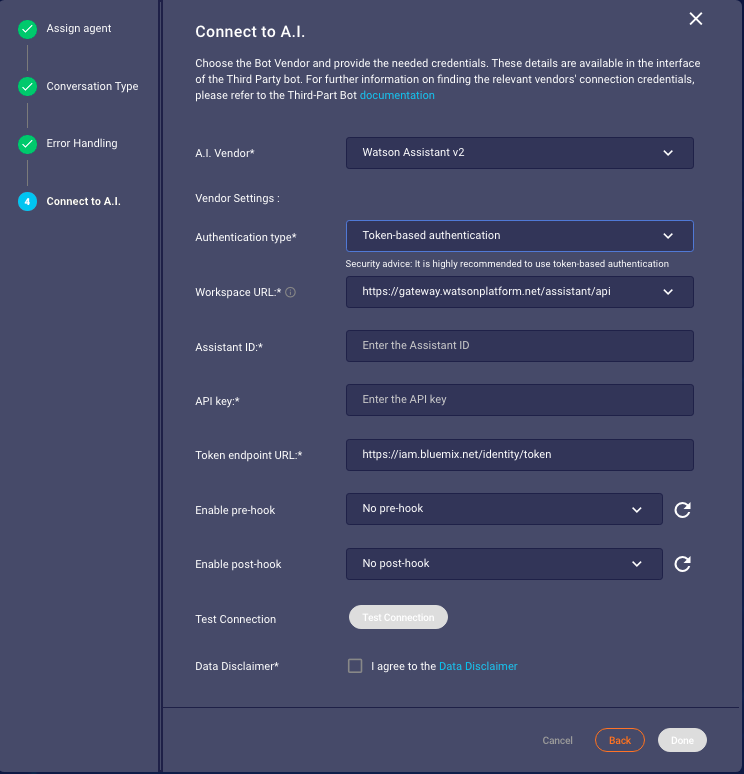 Assign agent
Conversation Type
Error Handling
4 Connect to A.I.
Connect to A.I.
Choose the Bot Vendor and provide the needed credentials. These details are available in the interface
of the Third Party bot. For further information on finding the relevant vendors' connection credentials,
please refer to the Third-Part Bot documentation
A.I. Vendor* Watson Assistant v2
Vendor Settings :
Authentication type* Token-based authentication
Security advice: It is highly recommended to use token-based authentication
Workspace URL:* https://gateway.watsonplatform.net/assistant/api
Assistant ID:* Enter the Assistant ID
API key:* Enter the API key
Token endpoint URL:* https://iam.bluemix.net/identity/token
Enable pre-hook No pre-hook
Enable post-hook No post-hook
Test Connection Test Connection
Data Disclaimer* I agree to the Data Disclaimer
Cancel Back Done